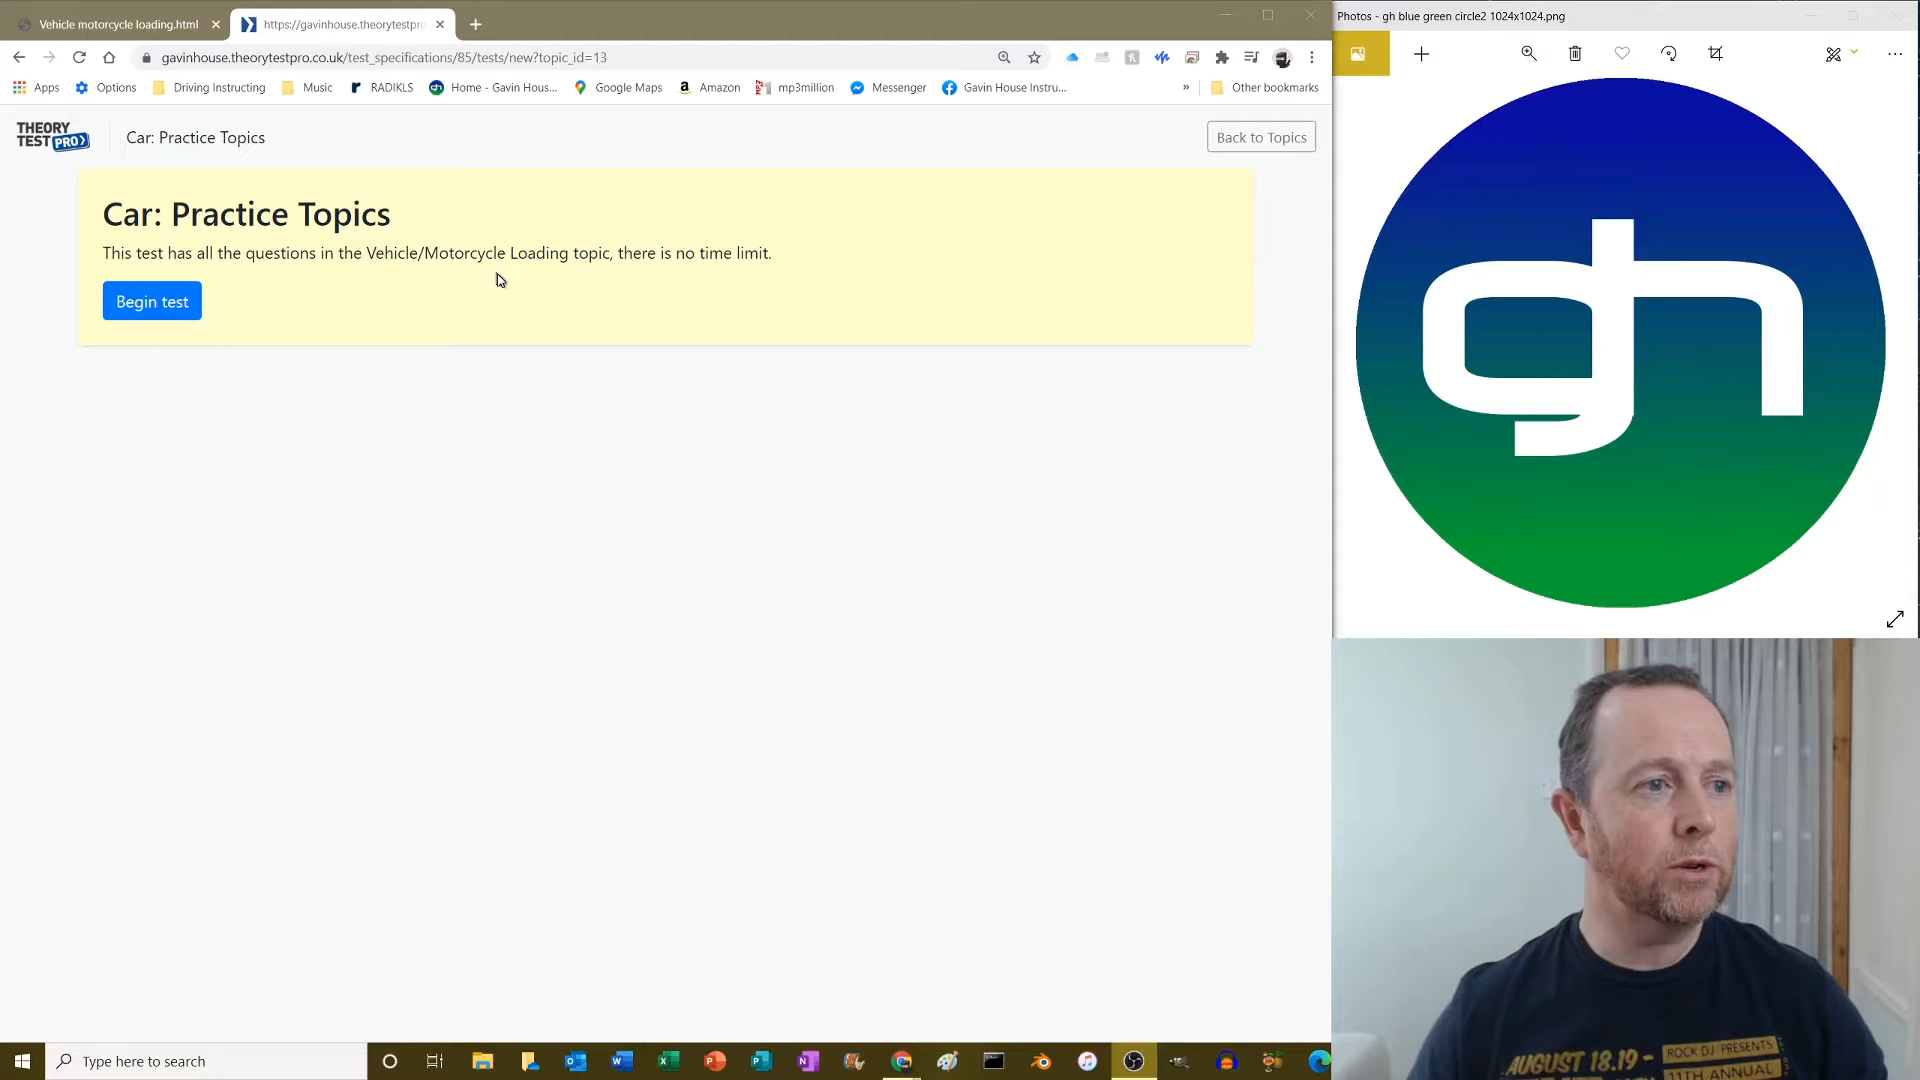 Vehicle motorcycle loading.html
https://gavinhouse.theorytestpro
gavinhouse.theorytestpro.co.uk/test_specifications/85/tests/new?topic_id=13
Apps Options Driving Instructing Music RADIKLS Home - Gavin Hous... Google Maps Amazon mp3million Messenger Gavin House Instru... » Other bookmarks
THEORY TEST PRO
Car: Practice Topics
Back to Topics
Car: Practice Topics
This test has all the questions in the Vehicle/Motorcycle Loading topic, there is no time limit.
Begin test
Photos - gh blue green circle2 1024x1024.png
gh
AUGUST 18.19 -
ROCK DJ PRESENTS
11TH ANNUAL
Type here to search